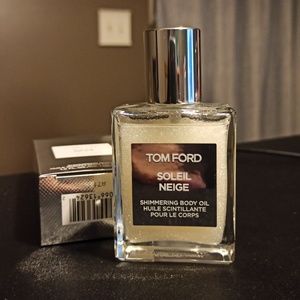 TOM FORD
SOLEIL
NEIGE
SHIMMERING BODY OIL
HUILE SCINTILLANTE
POUR LE CORPS